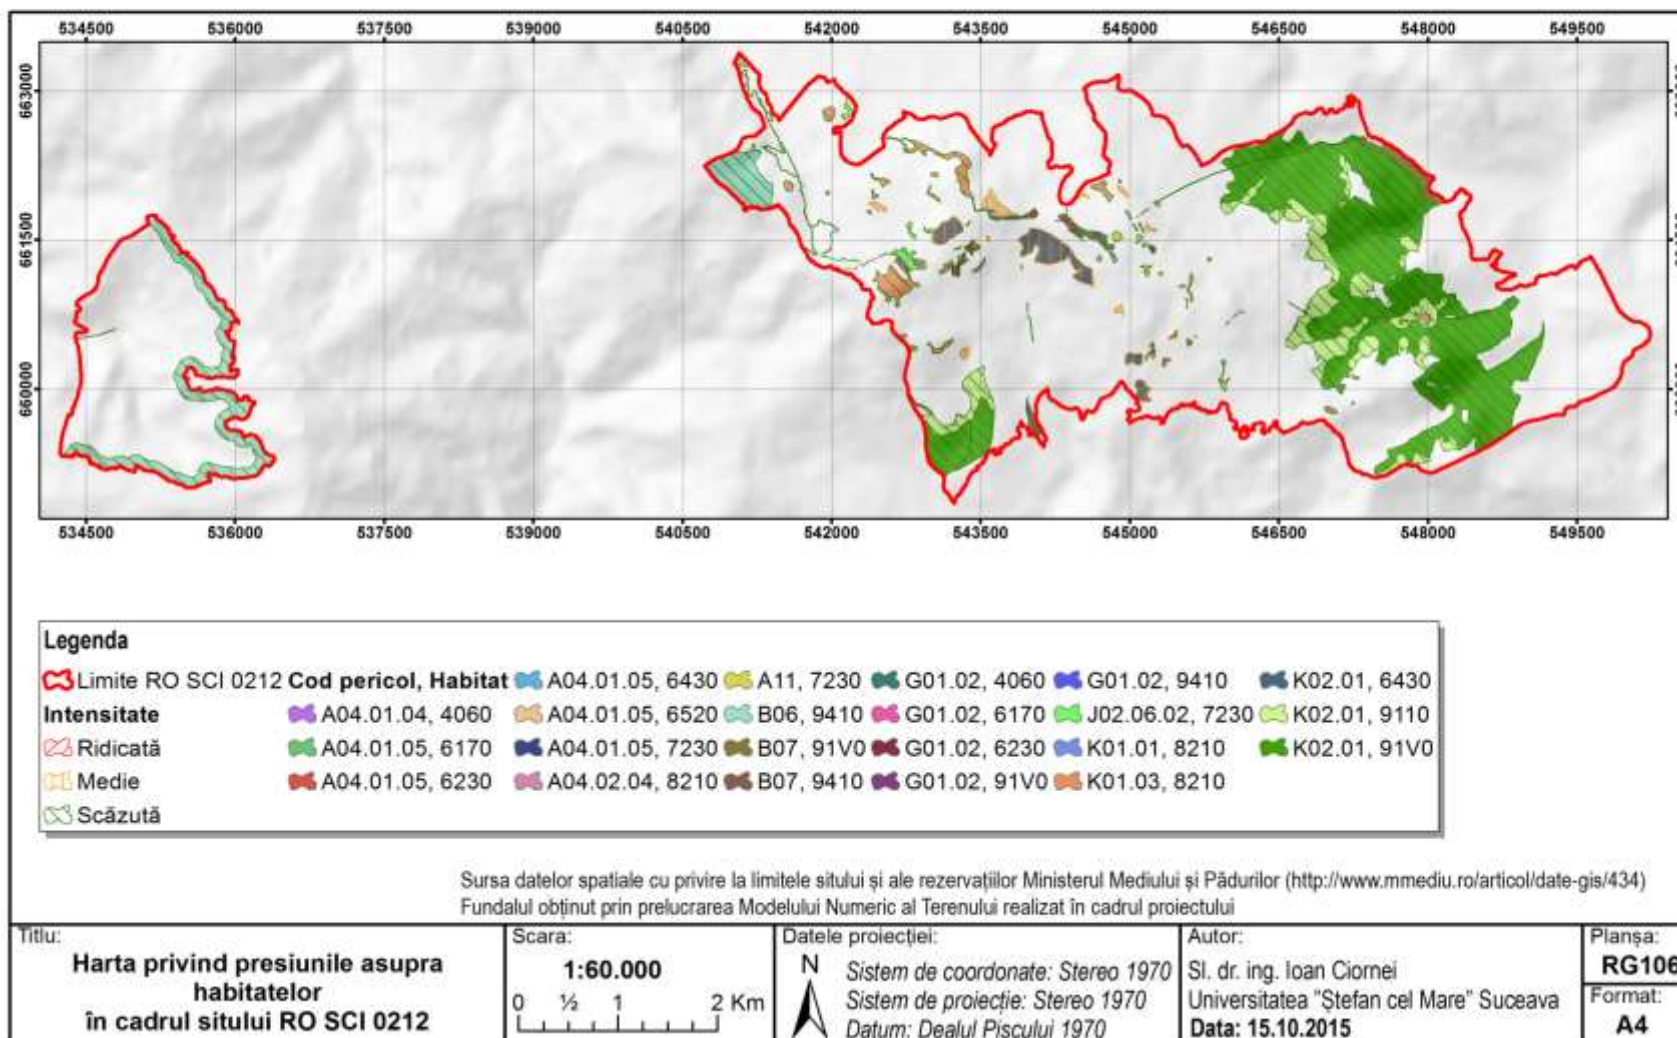 534500 536000 537500 539000 540500 542000 543500 545000 546500 548000 549500
663000
661500
660000
534500 536000 537500 539000 540500 542000 543500 545000 546500 548000 549500
Legenda
Limite RO SCI 0212 Cod pericol, Habitat A04.01.05, 6430 A11, 7230 G01.02, 4060 G01.02, 9410 K02.01, 6430
Intensitate A04.01.04, 4060 A04.01.05, 6520 B06, 9410 G01.02, 6170 J02.06.02, 7230 K02.01, 9110
Ridicată A04.01.05, 6170 A04.01.05, 7230 B07, 91V0 G01.02, 6230 K01.01, 8210 K02.01, 91V0
Medie A04.01.05, 6230 A04.02.04, 8210 B07, 9410 G01.02, 91V0 K01.03, 8210
Scăzută
Sursa datelor spatiale cu privire la limitele sitului și ale rezervațiilor Ministerul Mediului și Pădurilor (http://www.mmediu.ro/articol/date-gis/434)
Fundalul obținut prin prelucrarea Modelului Numeric al Terenului realizat în cadrul proiectului
Titlu:
Harta privind presiunile asupra
habitatelor
în cadrul sitului RO SCI 0212
Scara:
1:60.000
0 ½ 1 2 Km
Datele proiecției:
N
Sistem de coordonate: Stereo 1970
Sistem de proiecție: Stereo 1970
Datum: Dealul Piscului 1970
Autor:
Sl. dr. ing. Ioan Ciornei
Universitatea "Ștefan cel Mare" Suceava
Data: 15.10.2015
Planșa:
RG106
Format:
A4